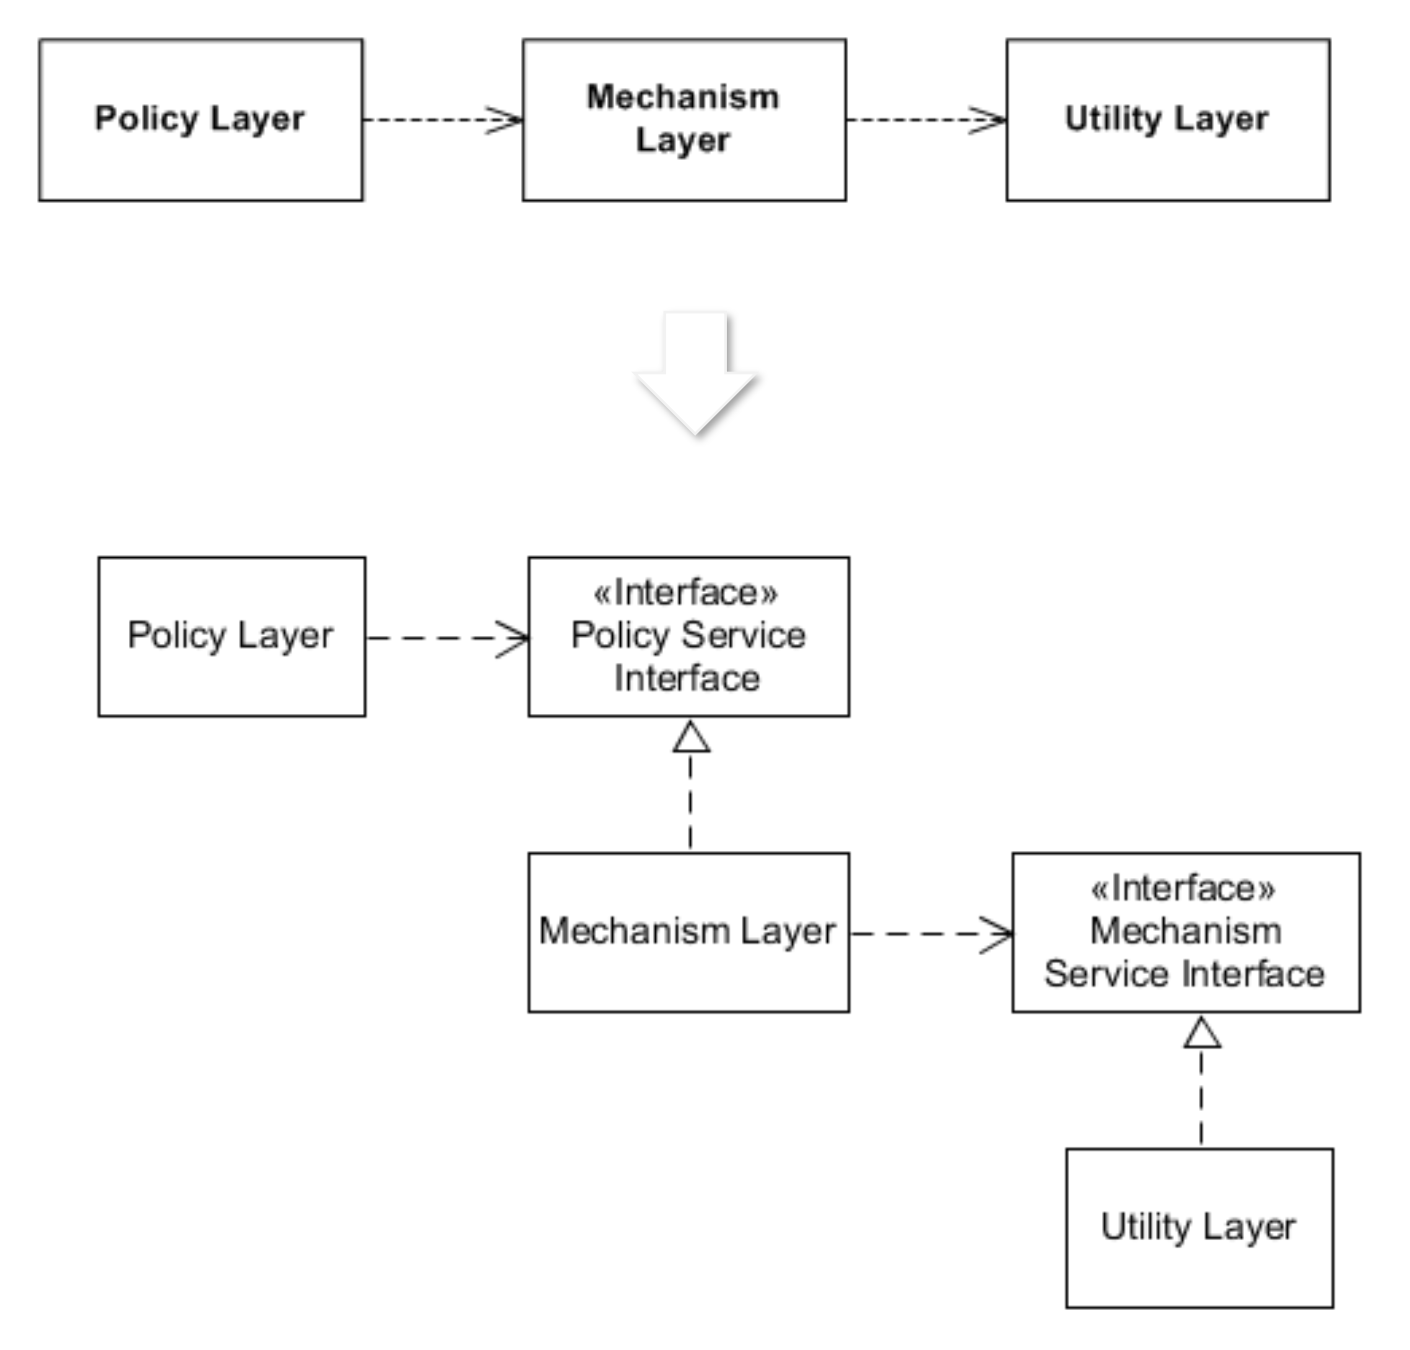 Policy Layer
Mechanism
Layer
Utility Layer
Policy Layer
«Interface»
Policy Service
Interface
Mechanism Layer
«Interface»
Mechanism
Service Interface
Utility Layer